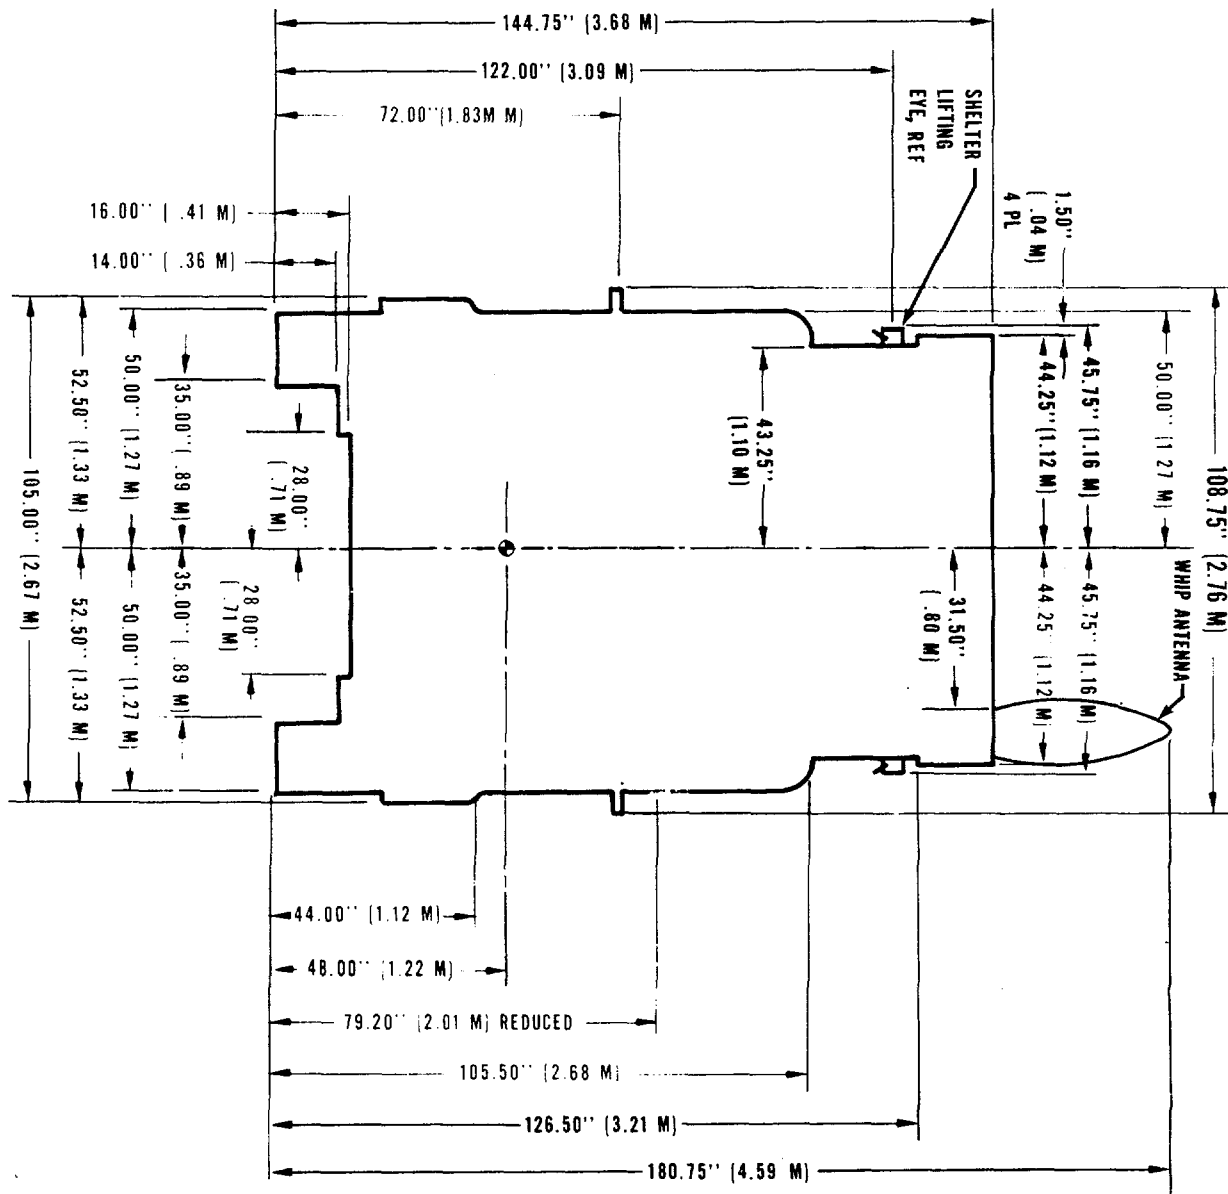 144.75'' (3.68 M)
122.00'' (3.09 M)
72.00''(1.83M M)
SHELTER
LIFTING
EYE, REF
1.50''
( .04 M)
4 PL
16.00'' ( .41 M)
14.00'' ( .36 M)
50.00'' (1.27 M)
45.75'' (1.16 M)
44.25'' (1.12 M)
108.75'' (2.76 M)
43.25''
(1.10 M)
52.50'' (1.33 M)
50.00'' (1.27 M)
35.00'' ( .89 M)
28.00''
( .71 M)
105.00'' (2.67 M)
52.50'' (1.33 M)
50.00'' (1.27 M)
35.00'' ( .89 M)
28 00''
( .71 M)
31.50''
( .80 M)
44.25'' (1.12 M)
45.75'' (1.16 M)
WHIP ANTENNA
44.00'' (1.12 M)
48.00'' (1.22 M)
79.20'' (2.01 M) REDUCED
105.50'' (2.68 M)
126.50'' (3.21 M)
180.75'' (4.59 M)